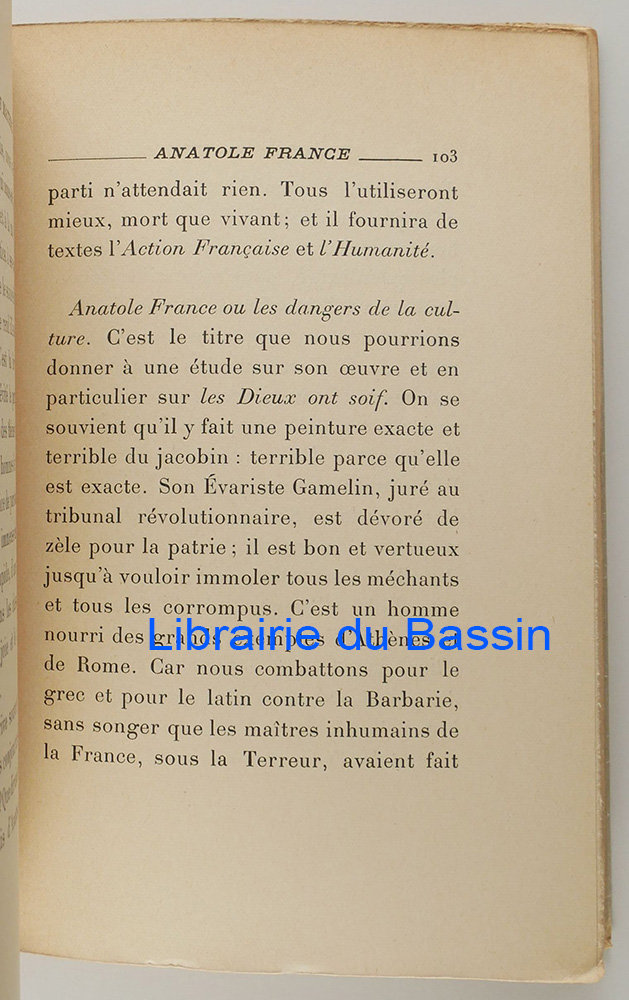 ANATOLE FRANCE 103
parti n'attendait rien. Tous l'utiliseront
mieux, mort que vivant; et il fournira de
textes l'Action Française et l'Humanité.
Anatole France ou les dangers de la cul-
ture. C'est le titre que nous pourrions
donner à une étude sur son œuvre et en
particulier sur les Dieux ont soif. On se
souvient qu'il y fait une peinture exacte et
terrible du jacobin : terrible parce qu'elle
est exacte. Son Évariste Gamelin, juré au
tribunal révolutionnaire, est dévoré de
zèle pour la patrie ; il est bon et vertueux
jusqu'à vouloir immoler tous les méchants
et tous les corrompus. C'est un homme
nourri des grands exemples d'Athènes et
de Rome. Car nous combattons pour le
grec et pour le latin contre la Barbarie,
sans songer que les maîtres inhumains de
la France, sous la Terreur, avaient fait
Librairie du Bassin